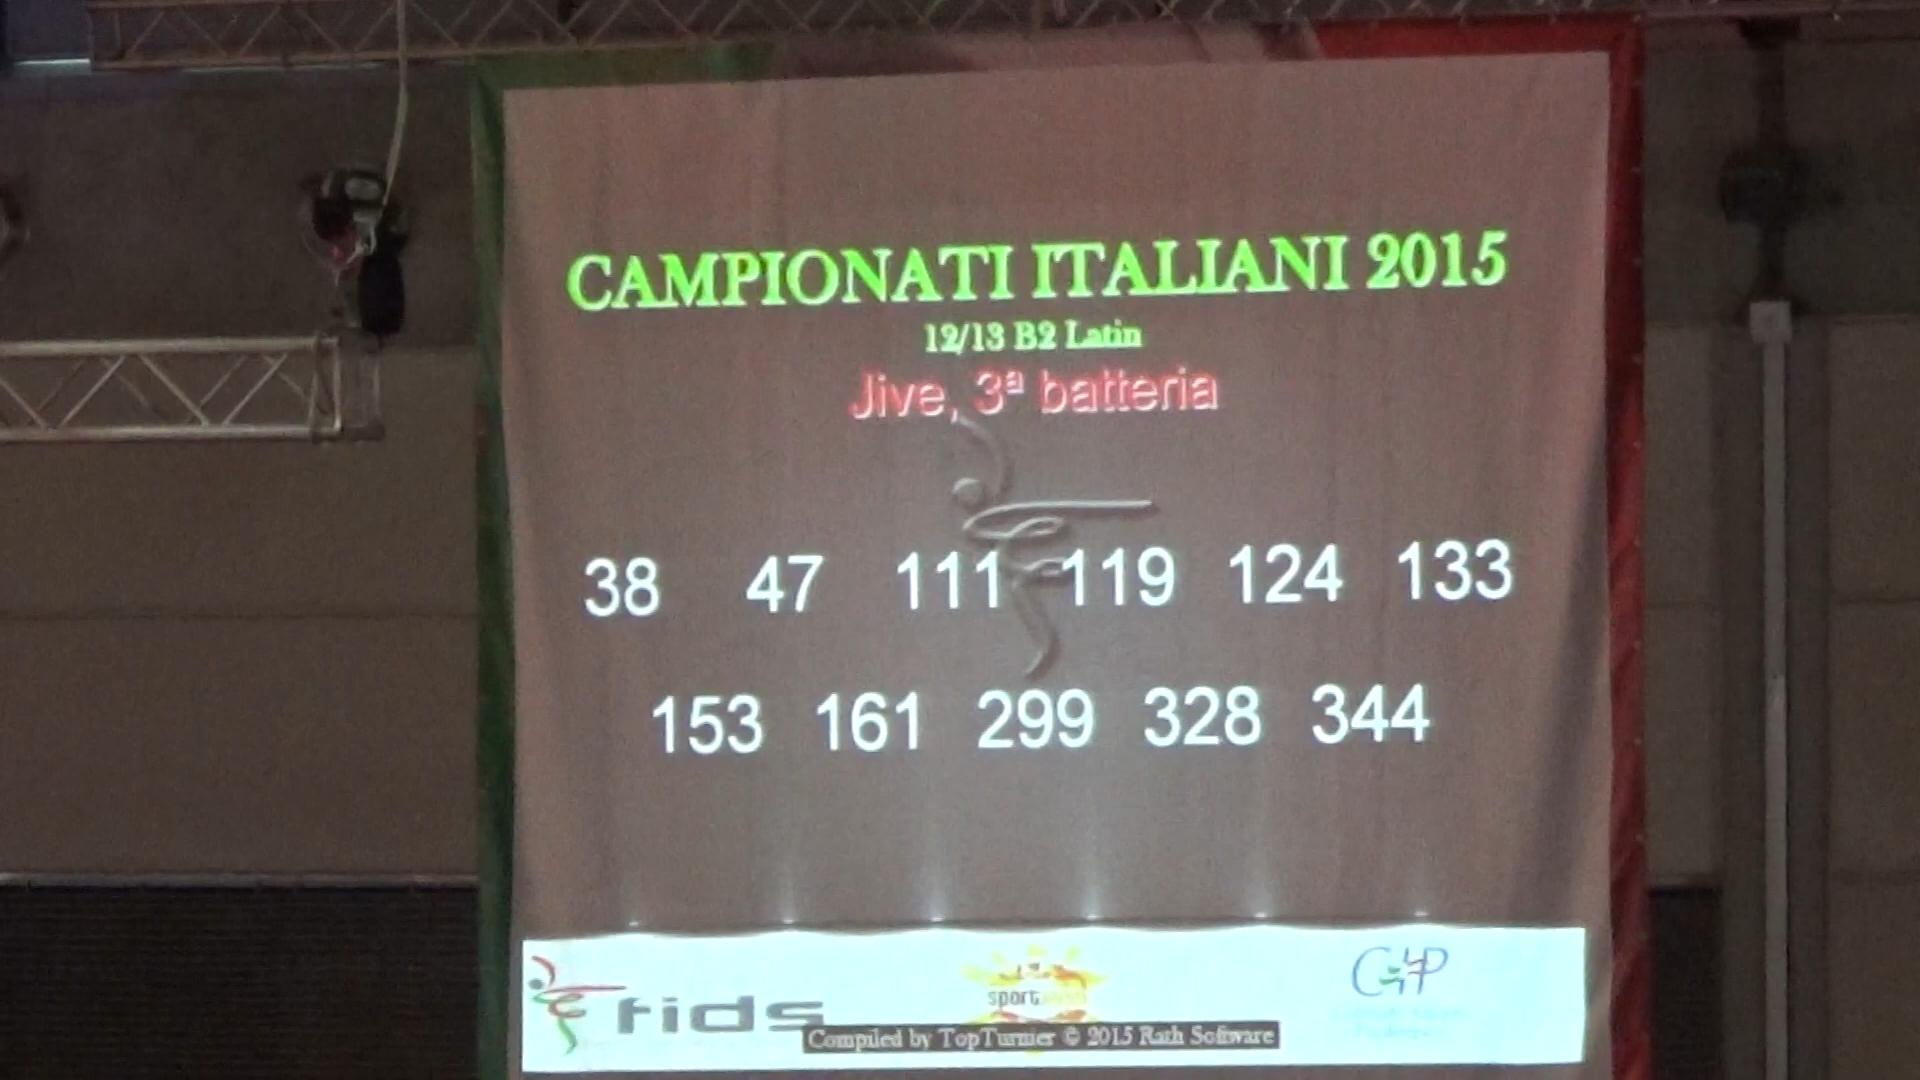 CAMPIONATI ITALIANI 2015
12/13 B2 Latin
Jive, 3ª batteria
38 47 111 119 124 133
153 161 299 328 344
fids
sport
GHP
Compiled by TopTurnier © 2015 Rath Software